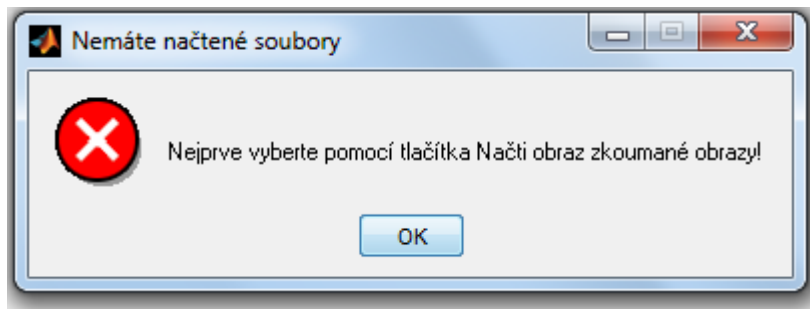 Nemáte načtené soubory
Nejprve vyberte pomocí tlačítka Načti obraz zkoumané obrazy!
OK